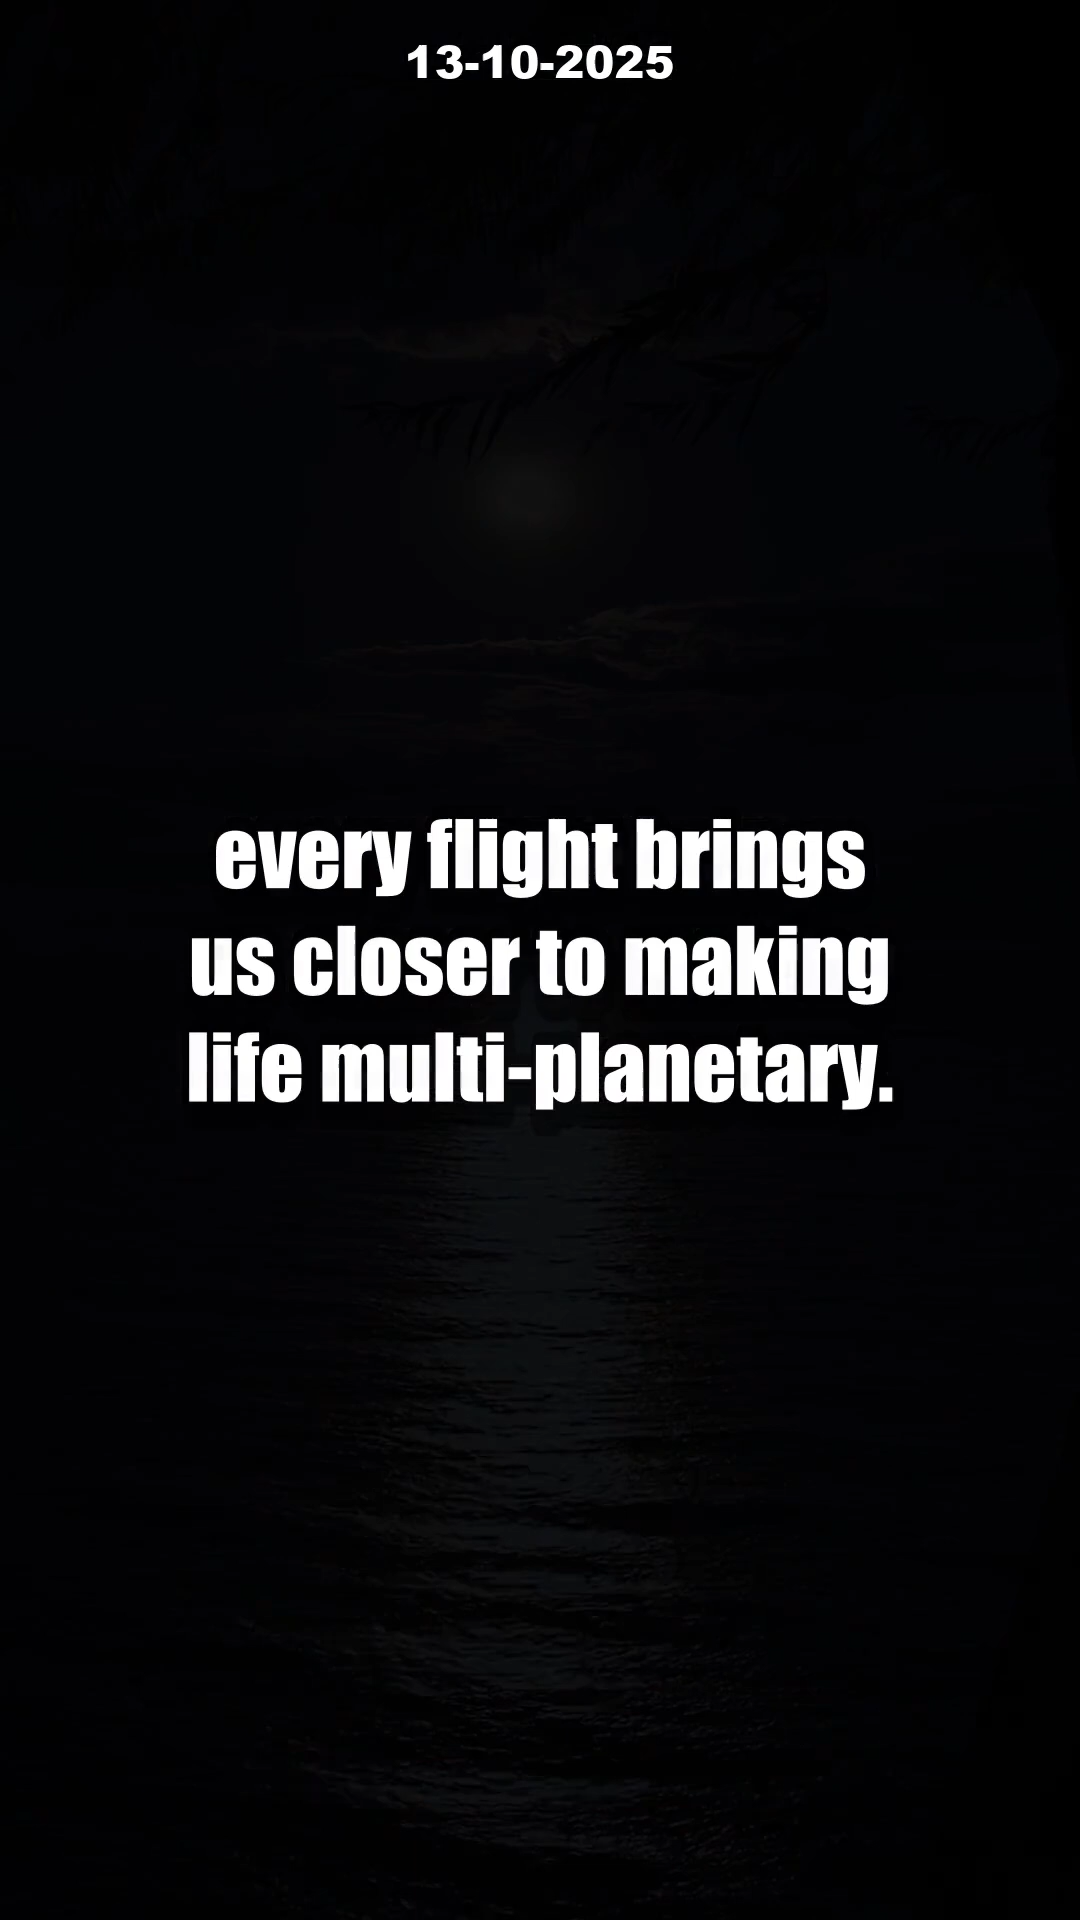 13-10-2025
every flight brings
us closer to making
life multi-planetary.